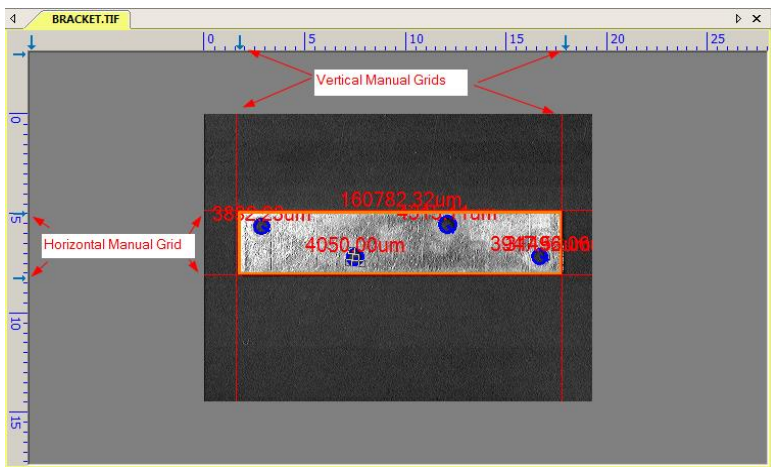 BRACKET.TIF
0 5 10 15 20 25
Vertical Manual Grids
0
160782.32um
5
Horizontal Manual Grid
4050.00um
10
15